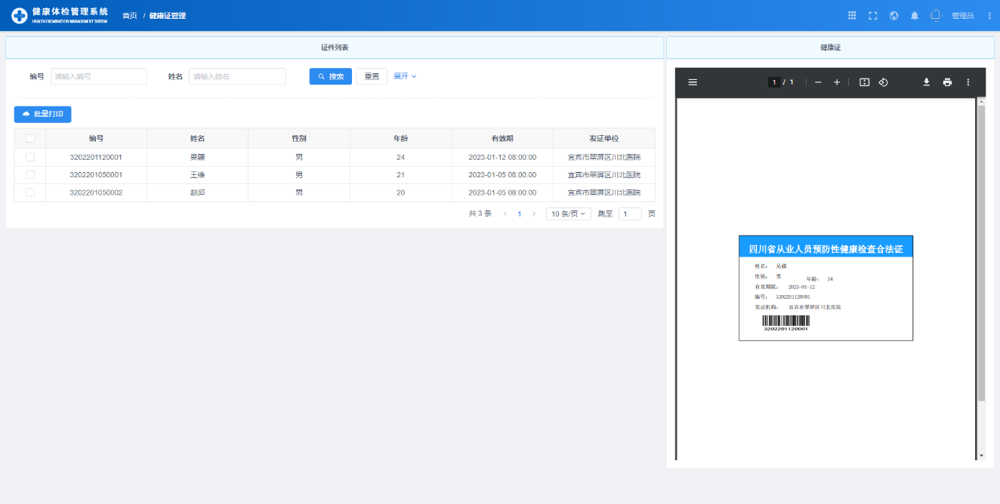 健康体检管理系统
HEALTH EXCMINATION MANAGEMENT SYSTEM
首页 / 健康证管理
管理员
证件列表
编号 请输入编号 姓名 请输入姓名 搜索 重置 展开
批量打印
编号 姓名 性别 年龄 有效期 发证单位
3202201120001 吴疆 男 24 2023-01-12 08:00:00 宜宾市翠屏区川北医院
3202201050001 王维 男 21 2023-01-05 08:00:00 宜宾市翠屏区川北医院
3202201050002 赵邱 男 20 2023-01-05 08:00:00 宜宾市翠屏区川北医院
共 3 条 1 10 条/页 跳至 1 页
健康证
1 / 1
四川省从业人员预防性健康检查合法证
姓名: 吴疆
性别: 男 年龄: 24
有效期限: 2023-01-12
编号: 3202201120001
发证机构: 宜宾市翠屏区川北医院
3202201120001